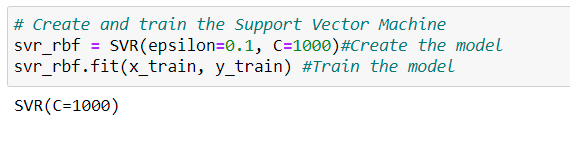 # Create and train the Support Vector Machine
svr_rbf = SVR(epsilon=0.1, C=1000)#Create the model
svr_rbf.fit(x_train, y_train) #Train the model
SVR(C=1000)